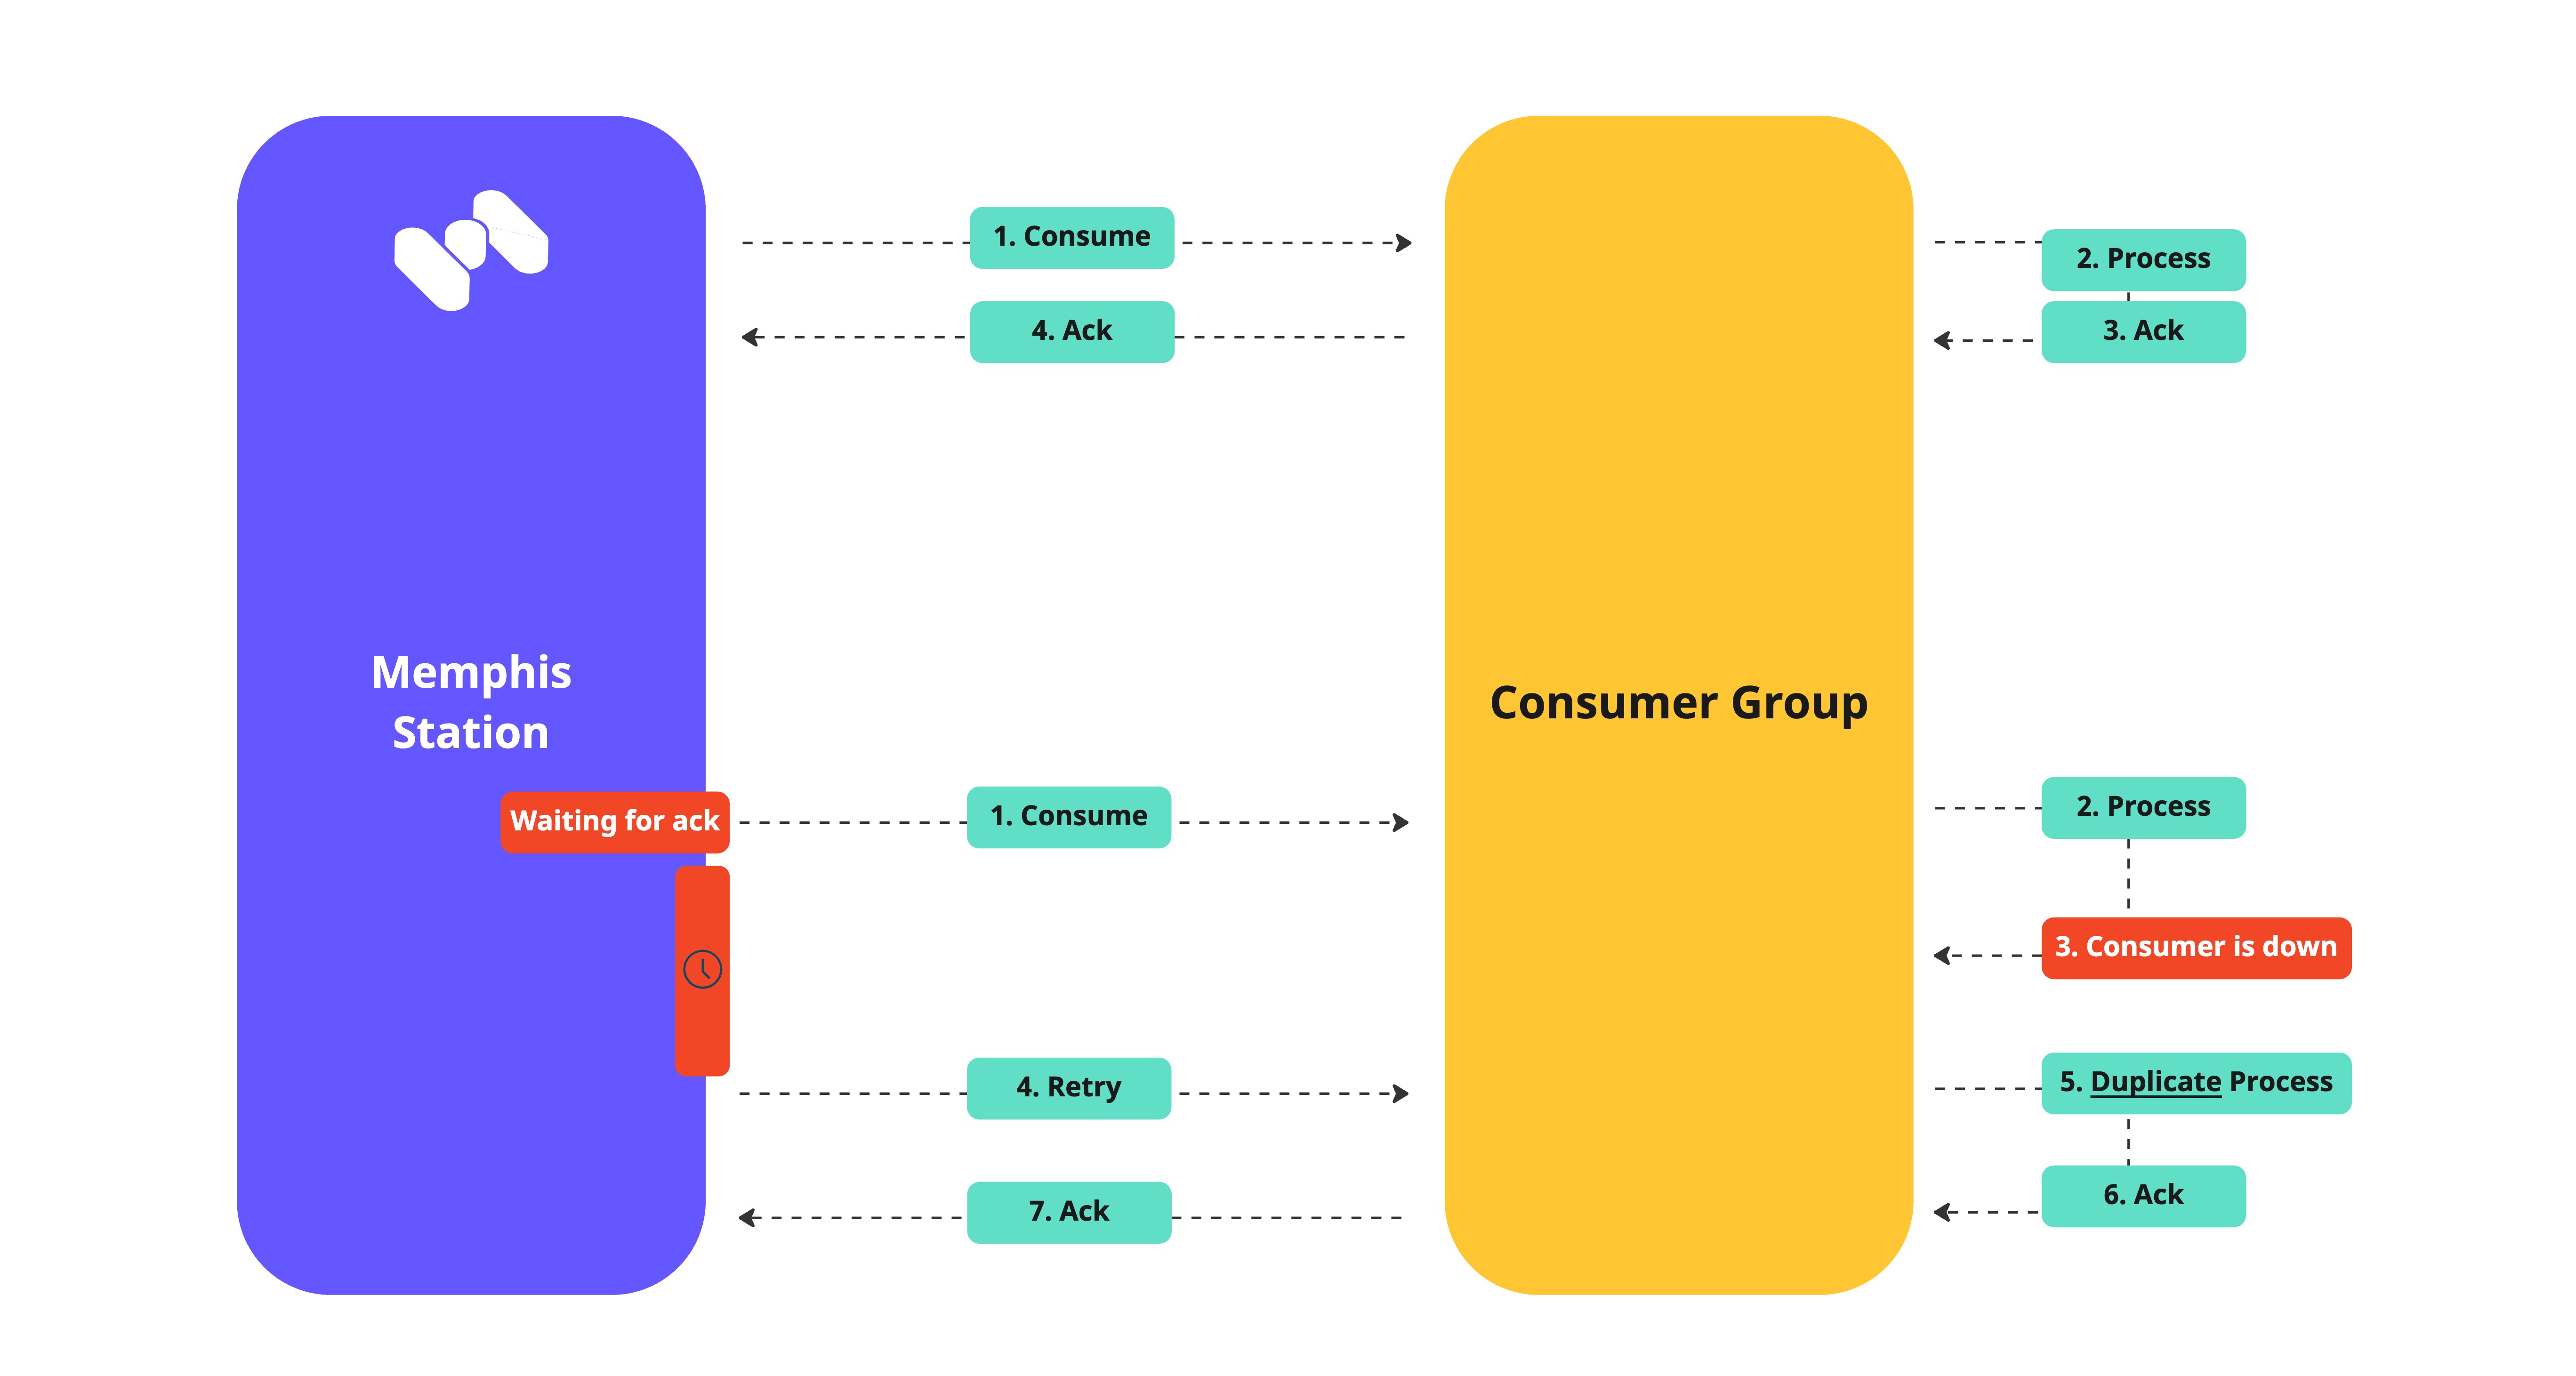 1. Consume
2. Process
4. Ack
3. Ack
Memphis
Station
Consumer Group
Waiting for ack
1. Consume
2. Process
3. Consumer is down
4. Retry
5. Duplicate Process
6. Ack
7. Ack